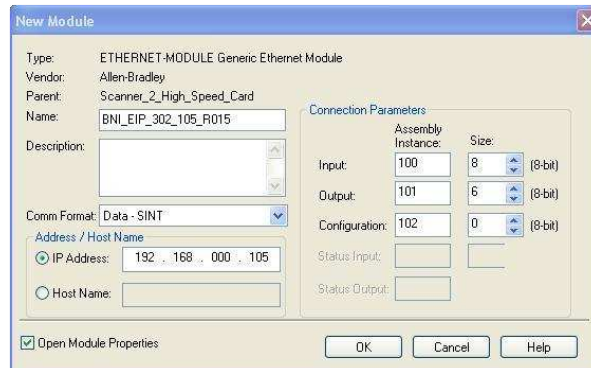 New Module
Type: ETHERNET-MODULE Generic Ethernet Module
Vendor: Allen-Bradley
Parent: Scanner_2_High_Speed_Card
Name: BNI_EIP_302_105_R015
Description:
Comm Format: Data - SINT
Address / Host Name
IP Address: 192 . 168 . 000 . 105
Host Name:
Connection Parameters
Assembly Instance: Size:
Input: 100 8 (8-bit)
Output: 101 6 (8-bit)
Configuration: 102 0 (8-bit)
Status Input:
Status Output:
Open Module Properties
OK Cancel Help